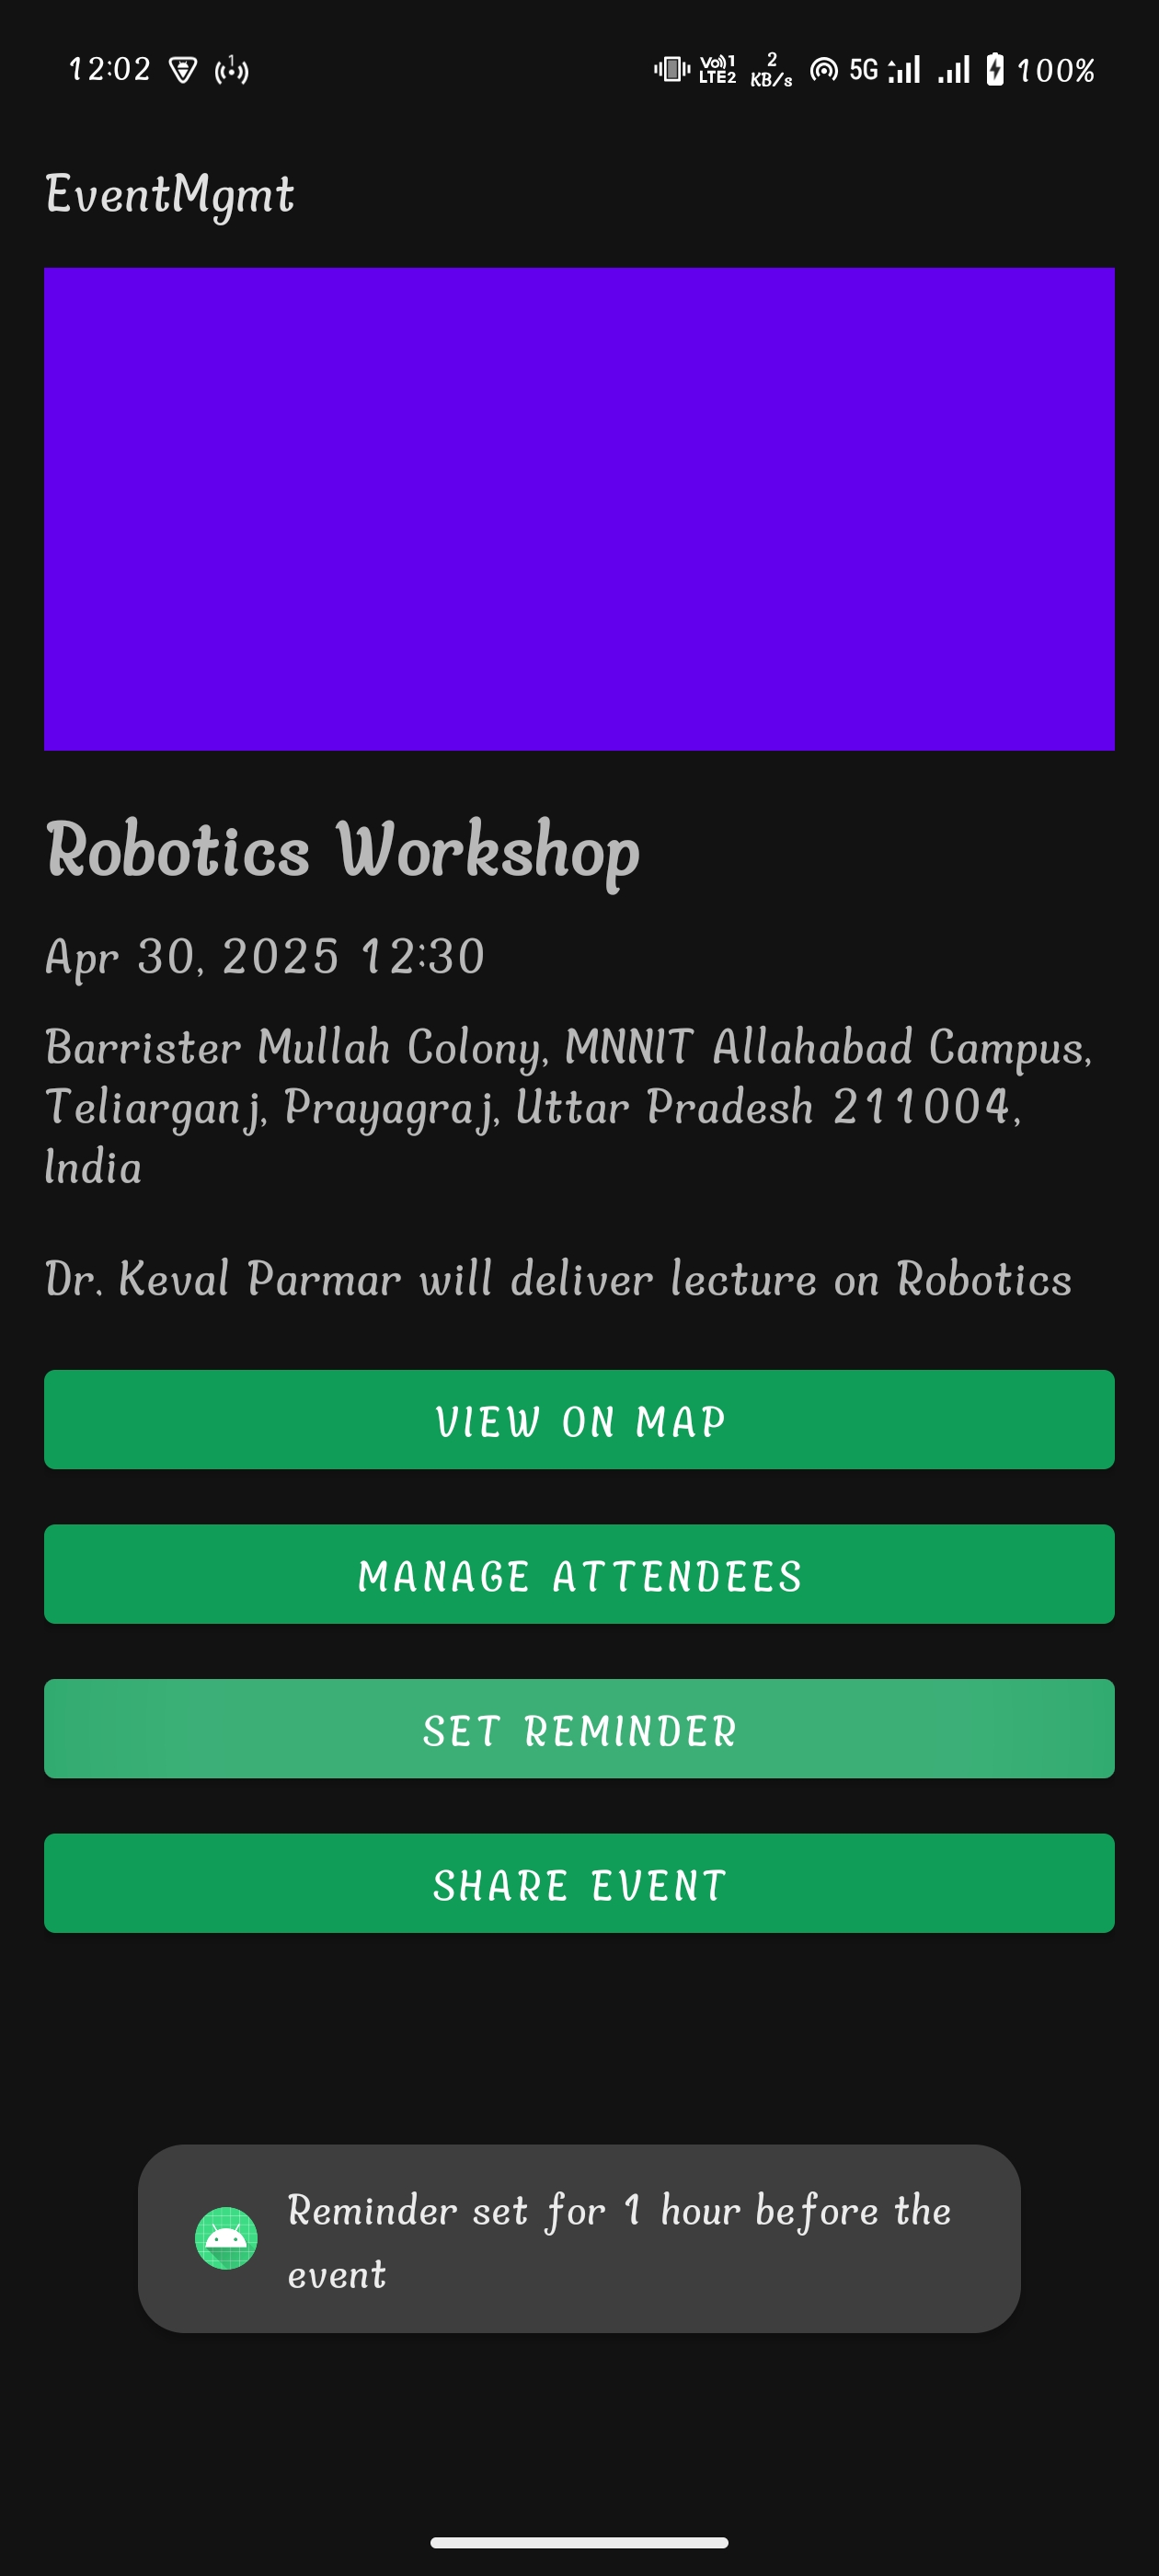 12:02 1 Vo)) 1 LTE2 2 KB/s 5G 100%
EventMgmt
Robotics Workshop
Apr 30, 2025 12:30
Barrister Mullah Colony, MNNIT Allahabad Campus,
Teliarganj, Prayagraj, Uttar Pradesh 211004,
India
Dr. Keval Parmar will deliver lecture on Robotics
VIEW ON MAP
MANAGE ATTENDEES
SET REMINDER
SHARE EVENT
Reminder set for 1 hour before the
event